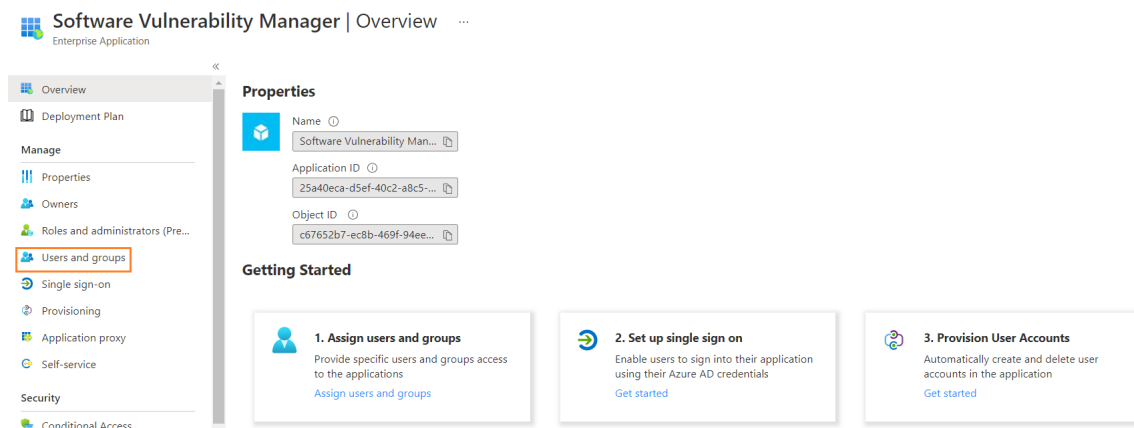 Software Vulnerability Manager | Overview ...
Enterprise Application
«
Overview
Deployment Plan
Manage
Properties
Owners
Roles and administrators (Pre...
Users and groups
Single sign-on
Provisioning
Application proxy
Self-service
Security
Conditional Access
Properties
Name
Software Vulnerability Man...
Application ID
25a40eca-d5ef-40c2-a8c5-...
Object ID
c67652b7-ec8b-469f-94ee...
Getting Started
1. Assign users and groups
Provide specific users and groups access
to the applications
Assign users and groups
2. Set up single sign on
Enable users to sign into their application
using their Azure AD credentials
Get started
3. Provision User Accounts
Automatically create and delete user
accounts in the application
Get started